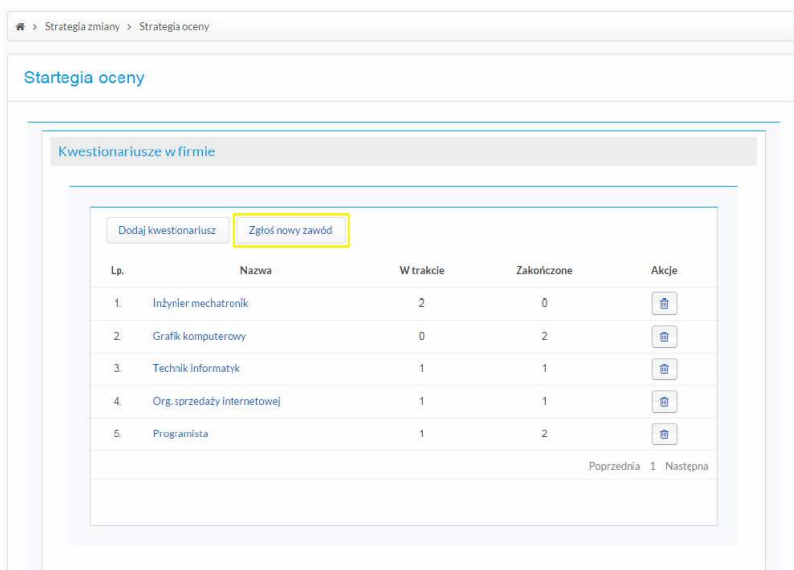 > Strategia zmiany > Strategia oceny
Startegia oceny
Kwestionariusze w firmie
Dodaj kwestionariusz Zgłoś nowy zawód
Lp. Nazwa W trakcie Zakończone Akcje
1. Inżynier mechatronik 2 0
2. Grafik komputerowy 0 2
3. Technik informatyk 1 1
4. Org. sprzedaży internetowej 1 1
5. Programista 1 2
Poprzednia 1 Następna